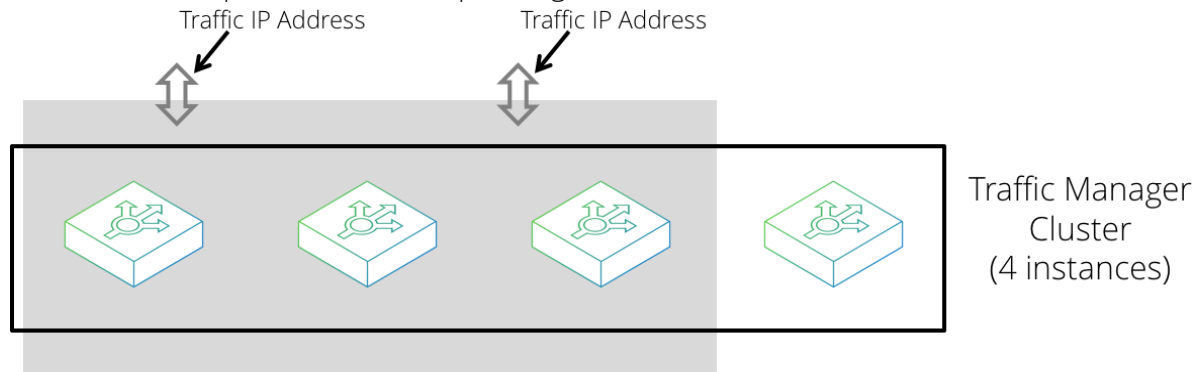 Traffic IP Address
Traffic IP Address
Traffic Manager
Cluster
(4 instances)